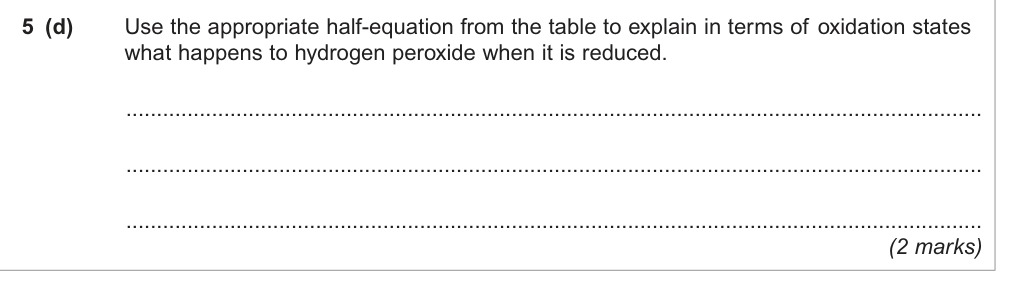 5 (d) Use the appropriate half-equation from the table to explain in terms of oxidation states
what happens to hydrogen peroxide when it is reduced.
(2 marks)